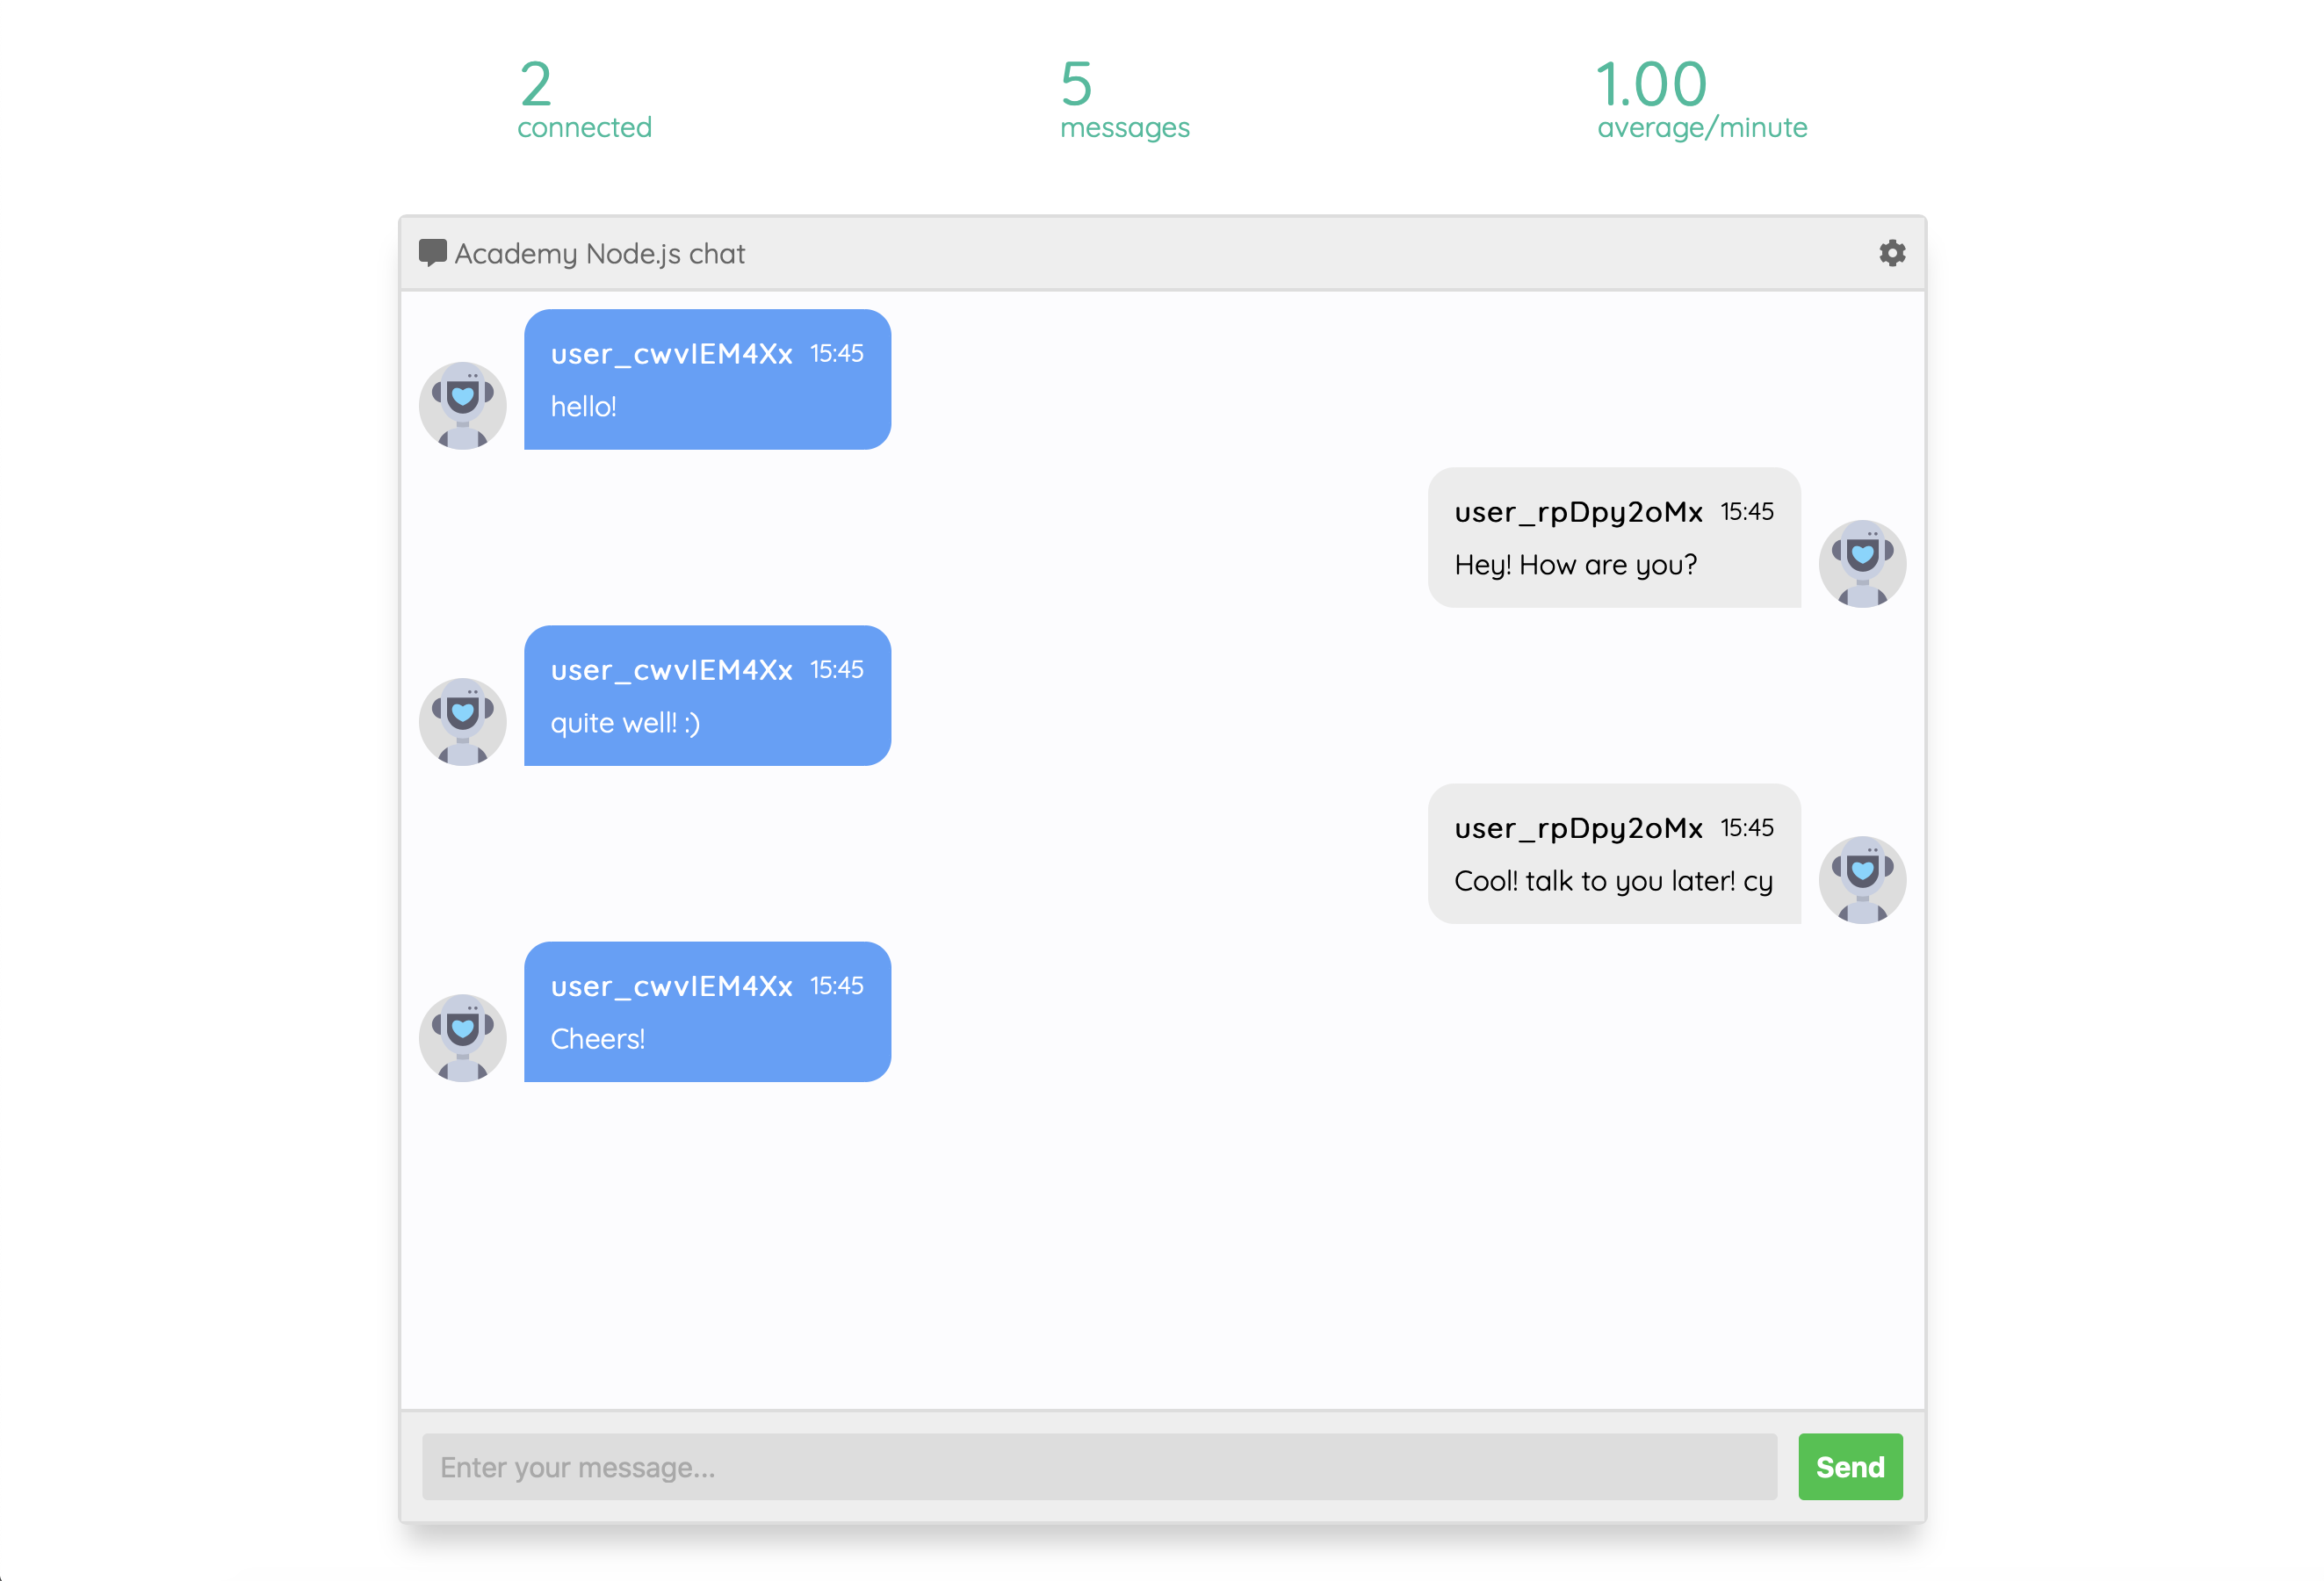 2
connected
5
messages
1.00
average/minute
Academy Node.js chat
user_cwvIEM4Xx 15:45
hello!
user_rpDpy2oMx 15:45
Hey! How are you?
user_cwvIEM4Xx 15:45
quite well! :)
user_rpDpy2oMx 15:45
Cool! talk to you later! cy
user_cwvIEM4Xx 15:45
Cheers!
Enter your message...
Send